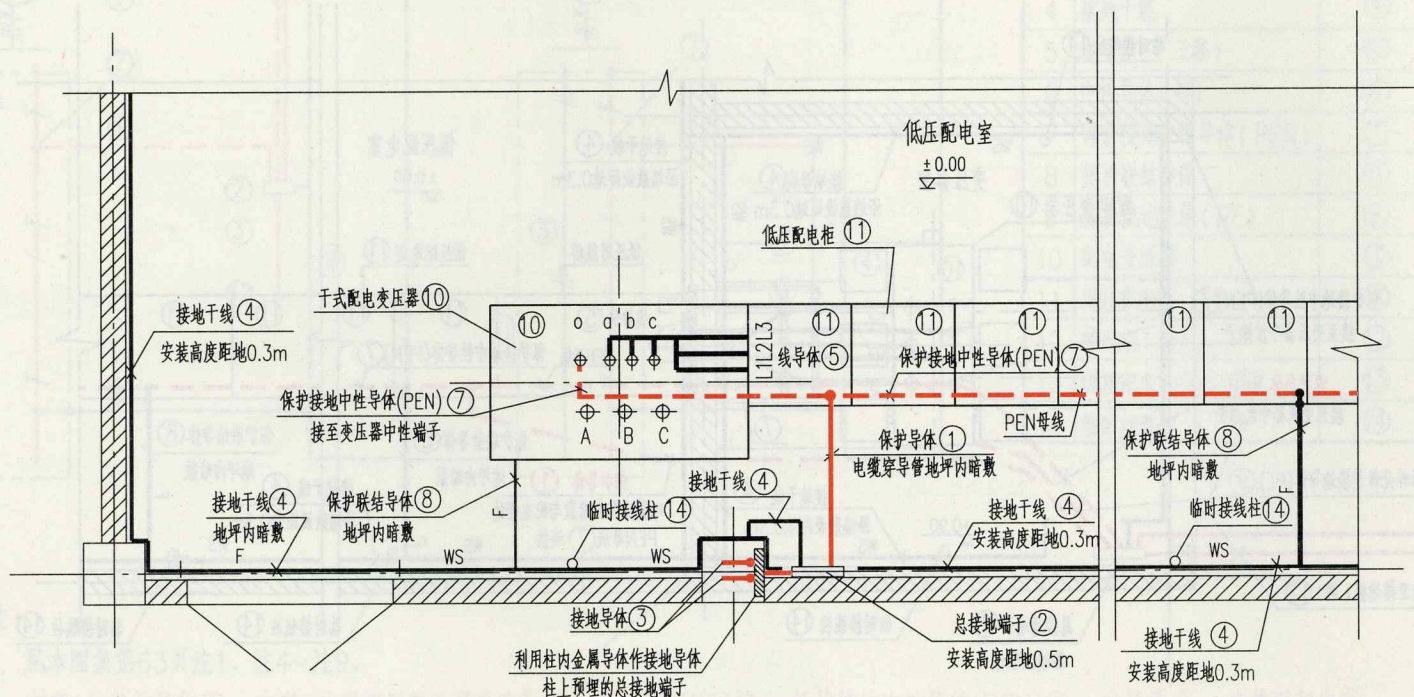 低压配电室
±0.00
低压配电柜 ⑪
干式配电变压器 ⑩
接地干线 ④
安装高度距地0.3m
⑩
o a b c
L1L2L3
⑪ ⑪ ⑪ ⑪ ⑪
线导体 ⑤
保护接地中性导体(PEN) ⑦
保护接地中性导体(PEN) ⑦
接至变压器中性端子
A B C
PEN母线
保护导体 ①
电缆穿导管地坪内暗敷
保护联结导体 ⑧
地坪内暗敷
接地干线 ④
地坪内暗敷
保护联结导体 ⑧
地坪内暗敷
F
临时接线柱 ⑭
接地干线 ④
接地干线 ④
安装高度距地0.3m
F
临时接线柱 ⑭
F
WS
WS
WS
接地导体 ③
利用柱内金属导体作接地导体
柱上预埋的总接地端子
总接地端子 ②
安装高度距地0.5m
接地干线 ④
安装高度距地0.3m